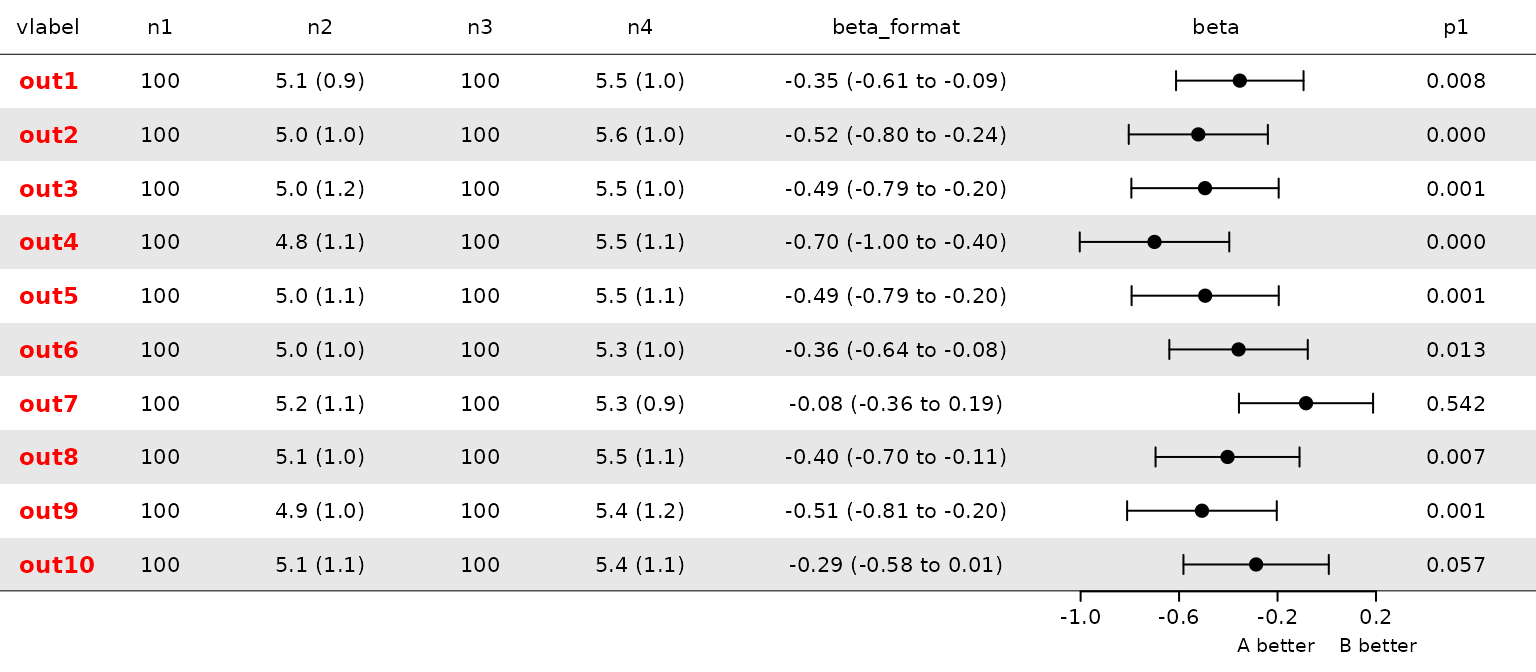 vlabel n1 n2 n3 n4 beta_format beta p1
out1 100 5.1 (0.9) 100 5.5 (1.0) -0.35 (-0.61 to -0.09) 0.008
out2 100 5.0 (1.0) 100 5.6 (1.0) -0.52 (-0.80 to -0.24) 0.000
out3 100 5.0 (1.2) 100 5.5 (1.0) -0.49 (-0.79 to -0.20) 0.001
out4 100 4.8 (1.1) 100 5.5 (1.1) -0.70 (-1.00 to -0.40) 0.000
out5 100 5.0 (1.1) 100 5.5 (1.1) -0.49 (-0.79 to -0.20) 0.001
out6 100 5.0 (1.0) 100 5.3 (1.0) -0.36 (-0.64 to -0.08) 0.013
out7 100 5.2 (1.1) 100 5.3 (0.9) -0.08 (-0.36 to 0.19) 0.542
out8 100 5.1 (1.0) 100 5.5 (1.1) -0.40 (-0.70 to -0.11) 0.007
out9 100 4.9 (1.0) 100 5.4 (1.2) -0.51 (-0.81 to -0.20) 0.001
out10 100 5.1 (1.1) 100 5.4 (1.1) -0.29 (-0.58 to 0.01) 0.057
-1.0 -0.6 -0.2 0.2
A better B better